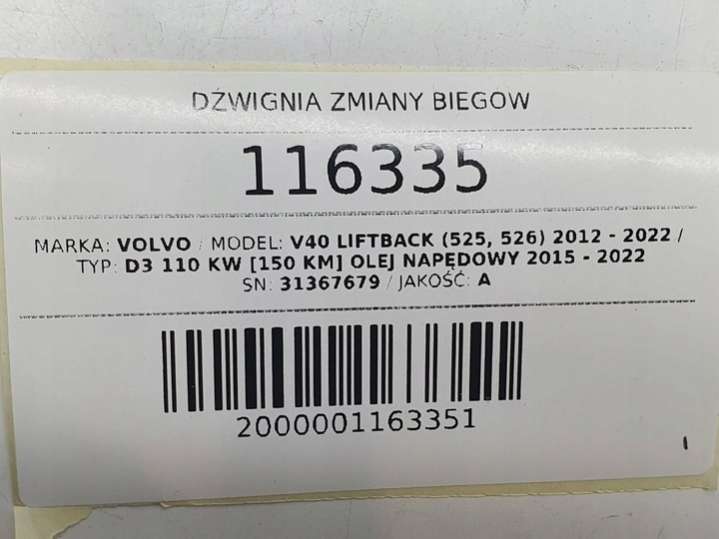 DŹWIGNIA ZMIANY BIEGÓW
116335
MARKA: VOLVO / MODEL: V40 LIFTBACK (525, 526) 2012 - 2022 /
TYP: D3 110 KW [150 KM] OLEJ NAPĘDOWY 2015 - 2022
SN: 31367679 / JAKOŚĆ: A
2000001163351